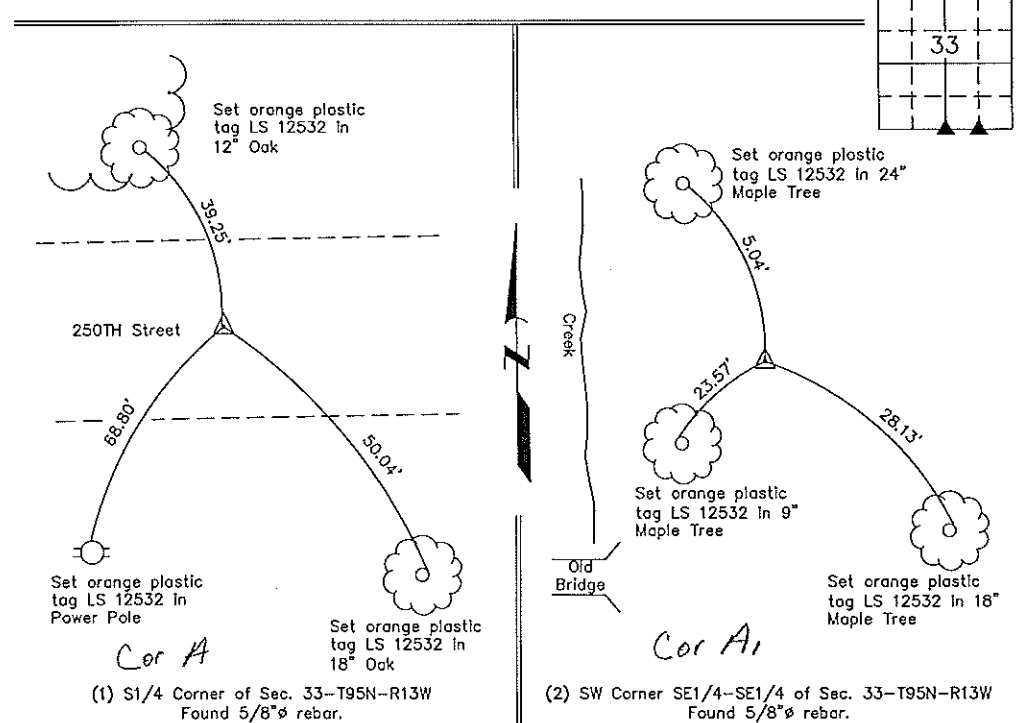 33
Set orange plastic
tag LS 12532 in
12" Oak
39.25'
250TH Street
68.80'
50.04'
Set orange plastic
tag LS 12532 in
Power Pole
Set orange plastic
tag LS 12532 in
18" Oak
Cor A
(1) S1/4 Corner of Sec. 33-T95N-R13W
Found 5/8"ø rebar.
N
Set orange plastic
tag LS 12532 in 24"
Maple Tree
5.04'
Creek
23.57'
28.13'
Set orange plastic
tag LS 12532 in 9"
Maple Tree
Old
Bridge
Set orange plastic
tag LS 12532 in 18"
Maple Tree
Cor A1
(2) SW Corner SE1/4-SE1/4 of Sec. 33-T95N-R13W
Found 5/8"ø rebar.